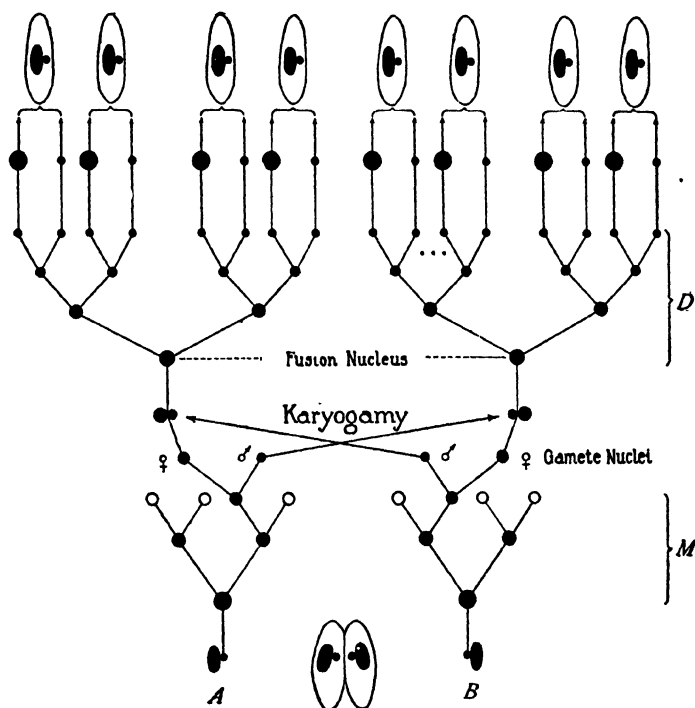 D
Fusion Nucleus
Karyogamy
♀ ♂ ♂ ♀ Gamete Nuclei
M
A B